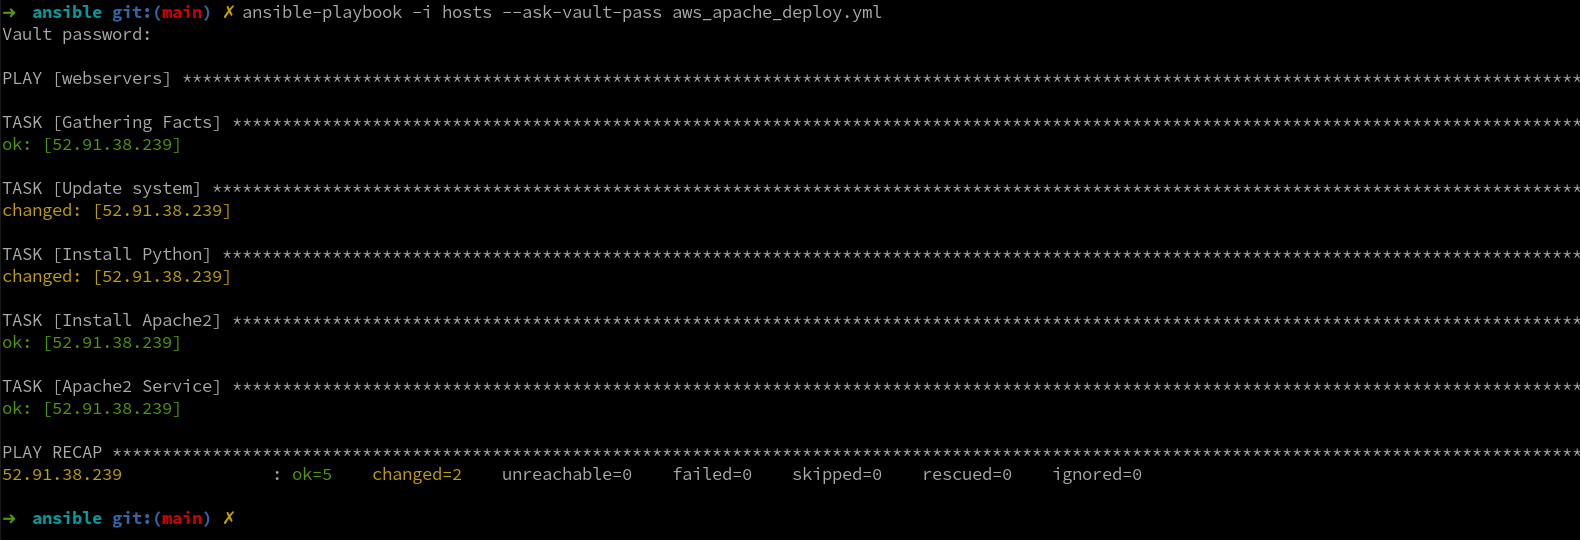 ➜  ansible git:(main) ✗ ansible-playbook -i hosts --ask-vault-pass aws_apache_deploy.yml
Vault password:
PLAY [webservers] ********************************************************************************************************************************************
TASK [Gathering Facts] ***************************************************************************************************************************************
ok: [52.91.38.239]
TASK [Update system] *****************************************************************************************************************************************
changed: [52.91.38.239]
TASK [Install Python] ****************************************************************************************************************************************
changed: [52.91.38.239]
TASK [Install Apache2] ***************************************************************************************************************************************
ok: [52.91.38.239]
TASK [Apache2 Service] ***************************************************************************************************************************************
ok: [52.91.38.239]
PLAY RECAP ***************************************************************************************************************************************************
52.91.38.239               : ok=5    changed=2    unreachable=0    failed=0    skipped=0    rescued=0    ignored=0
➜  ansible git:(main) ✗